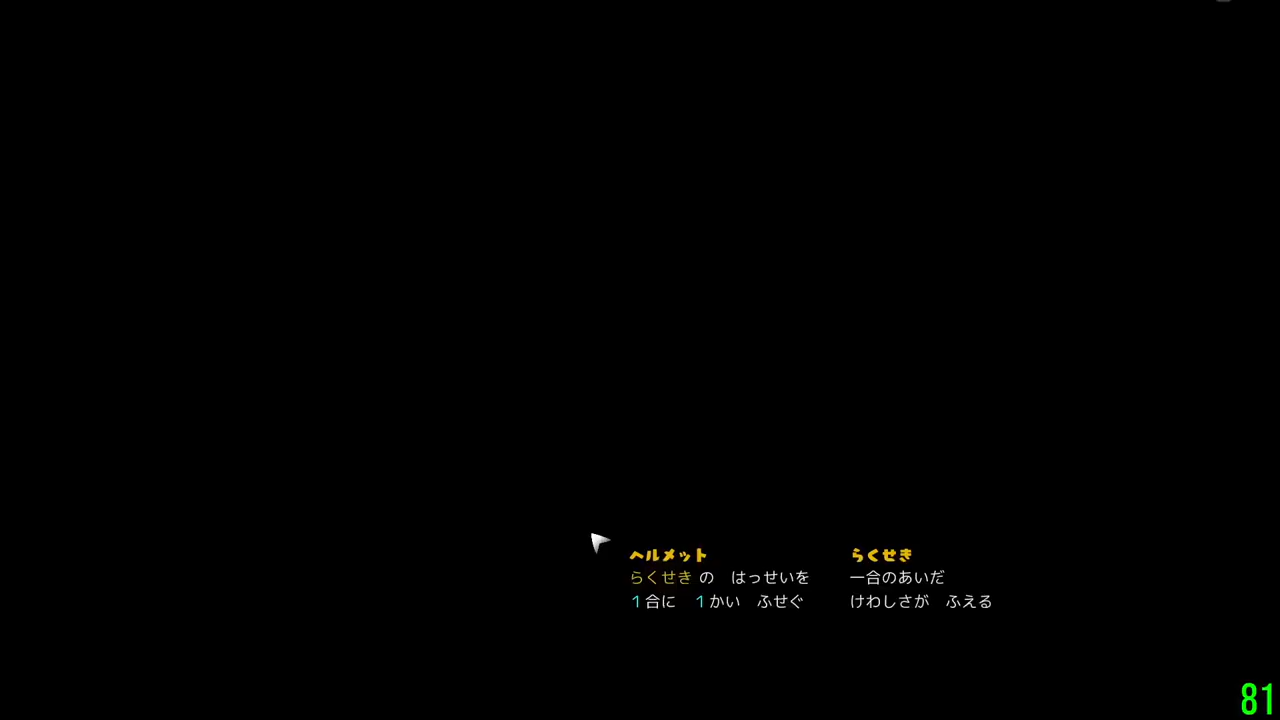 ヘルメット
らくせき の　はっせいを
1合に　1かい　ふせぐ
らくせき
一合のあいだ
けわしさが　ふえる
81